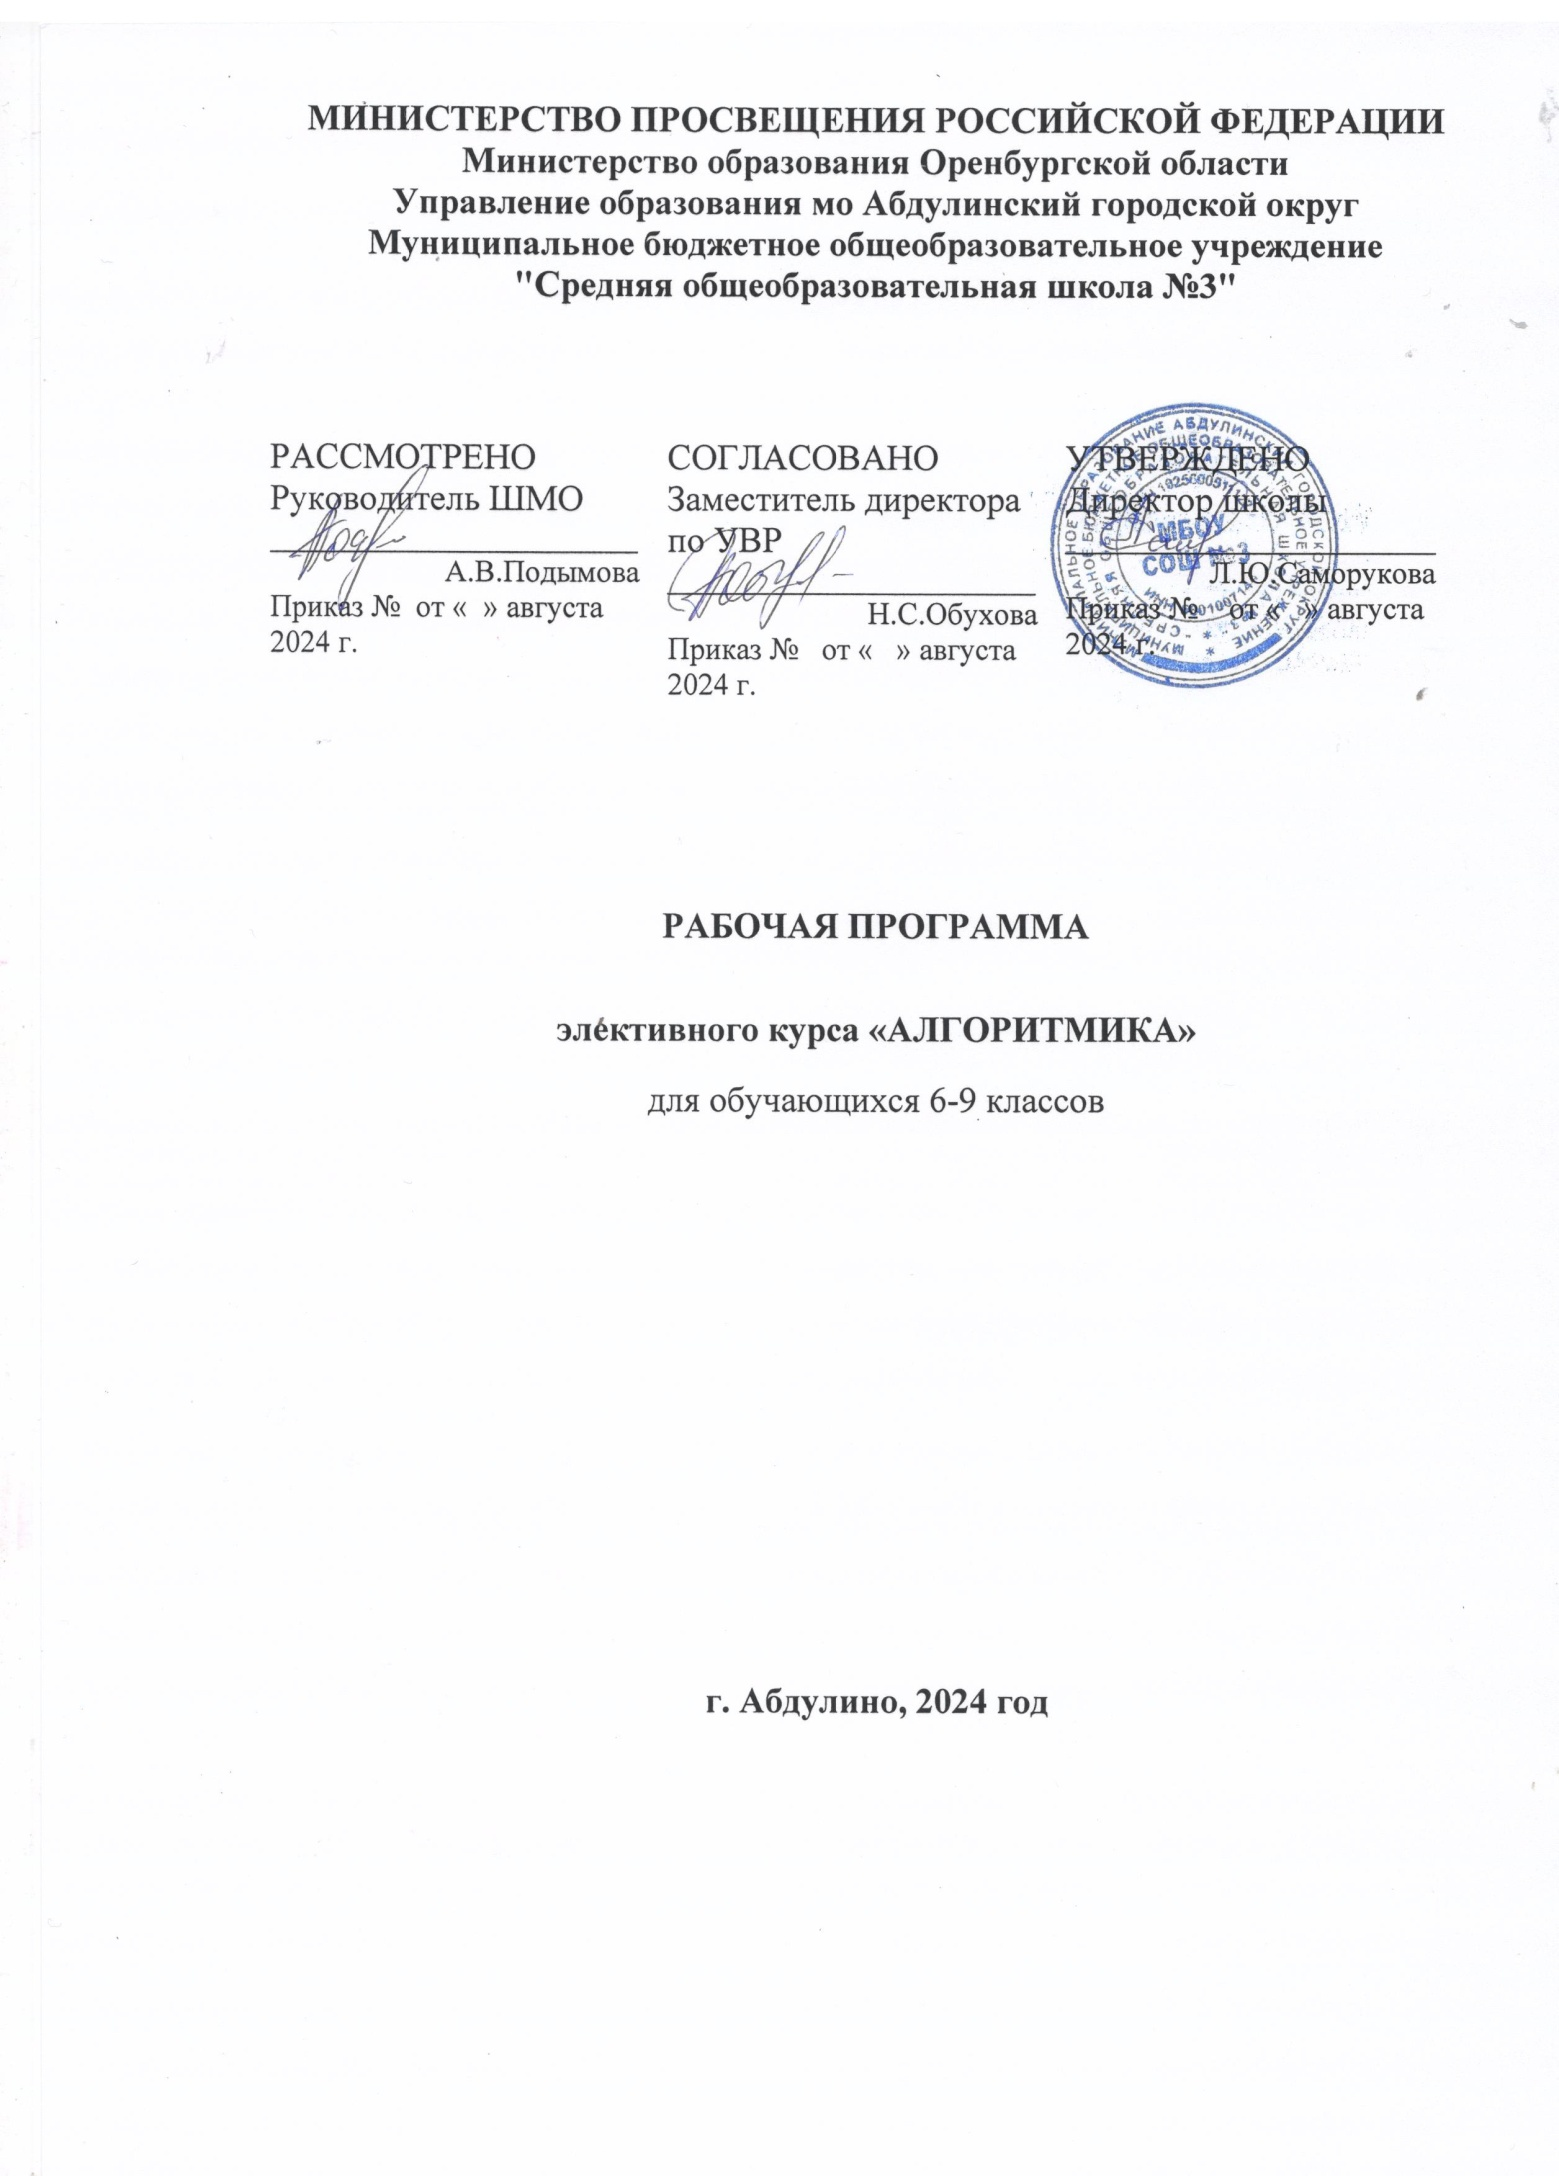 МИНИСТЕРСТВО ПРОСВЕЩЕНИЯ РОССИЙСКОЙ ФЕДЕРАЦИИ
Министерство образования Оренбургской области
Управление образования мо Абдулинский городской округ
Муниципальное бюджетное общеобразовательное учреждение
"Средняя общеобразовательная школа №3"
РАССМОТРЕНО
Руководитель ШМО
А.В.Подымова
Приказ № от « » августа
2024 г.
СОГЛАСОВАНО
Заместитель директора
по УВР
Н.С.Обухова
Приказ № от « » августа
2024 г.
УТВЕРЖДЕНО
Директор школы
Л.Ю.Саморукова
Приказ № от « » августа
2024 г.
МБОУ
СОШ №3
РАБОЧАЯ ПРОГРАММА
элективного курса «АЛГОРИТМИКА»
для обучающихся 6-9 классов
г. Абдулино, 2024 год